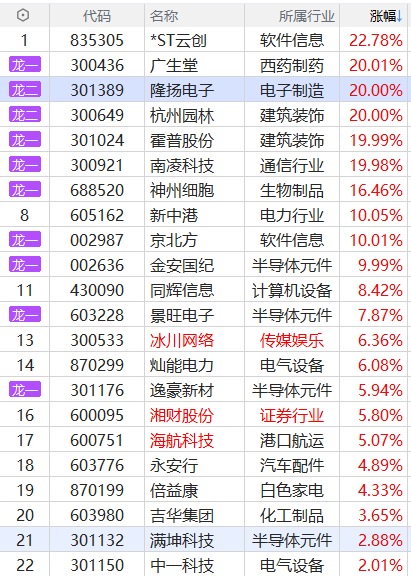 代码 名称 所属行业 涨幅↓
1 835305 *ST云创 软件信息 22.78%
龙一 300436 广生堂 西药制药 20.01%
龙二 301389 隆扬电子 电子制造 20.00%
龙二 300649 杭州园林 建筑装饰 20.00%
龙一 301024 霍普股份 建筑装饰 19.99%
龙一 300921 南凌科技 通信行业 19.98%
龙一 688520 神州细胞 生物制品 16.46%
8 605162 新中港 电力行业 10.05%
龙一 002987 京北方 软件信息 10.01%
龙一 002636 金安国纪 半导体元件 9.99%
11 430090 同辉信息 计算机设备 8.42%
龙一 603228 景旺电子 半导体元件 7.87%
13 300533 冰川网络 传媒娱乐 6.36%
14 870299 灿能电力 电气设备 6.08%
龙一 301176 逸豪新材 半导体元件 5.94%
16 600095 湘财股份 证券行业 5.80%
17 600751 海航科技 港口航运 5.07%
18 603776 永安行 汽车配件 4.89%
19 870199 倍益康 白色家电 4.33%
20 603980 吉华集团 化工制品 3.65%
21 301132 满坤科技 半导体元件 2.88%
22 301150 中一科技 电气设备 2.01%